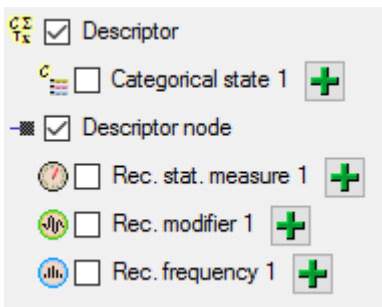 Descriptor
Categorical state 1
Descriptor node
Rec. stat. measure 1
Rec. modifier 1
Rec. frequency 1